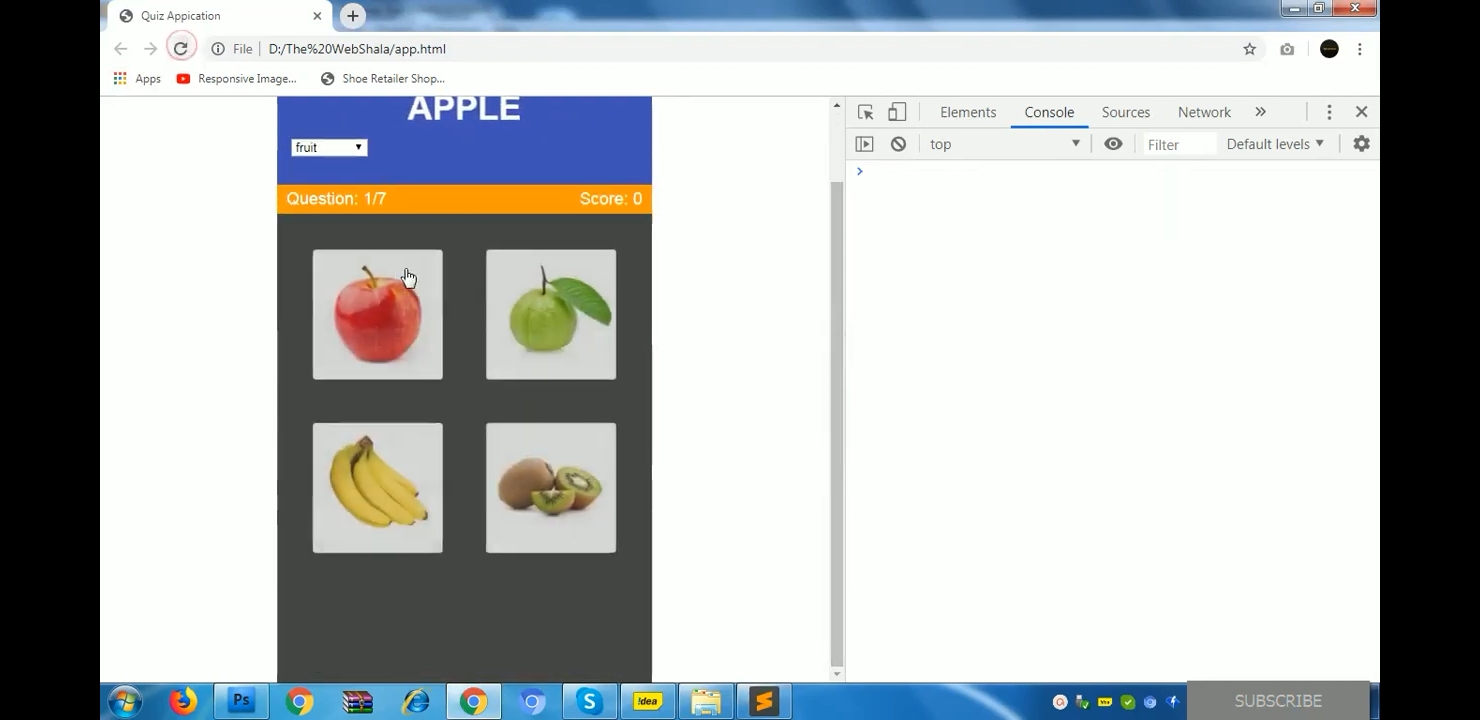 Quiz Appication
File
D:/The%20WebShala/app.html
Apps
Responsive Image...
Shoe Retailer Shop...
APPLE
fruit
Question: 1/7
Score: 0
Elements
Console
Sources
Network
top
Filter
Default levels
Ps
S
!dea
SUBSCRIBE